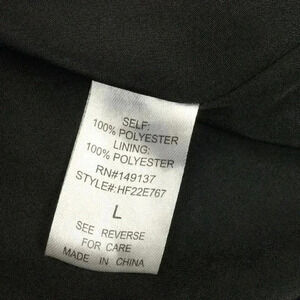 SELF:
100% POLYESTER
LINING:
100% POLYESTER
RN#149137
STYLE#:HF22E767
L
SEE REVERSE
FOR CARE
MADE IN CHINA